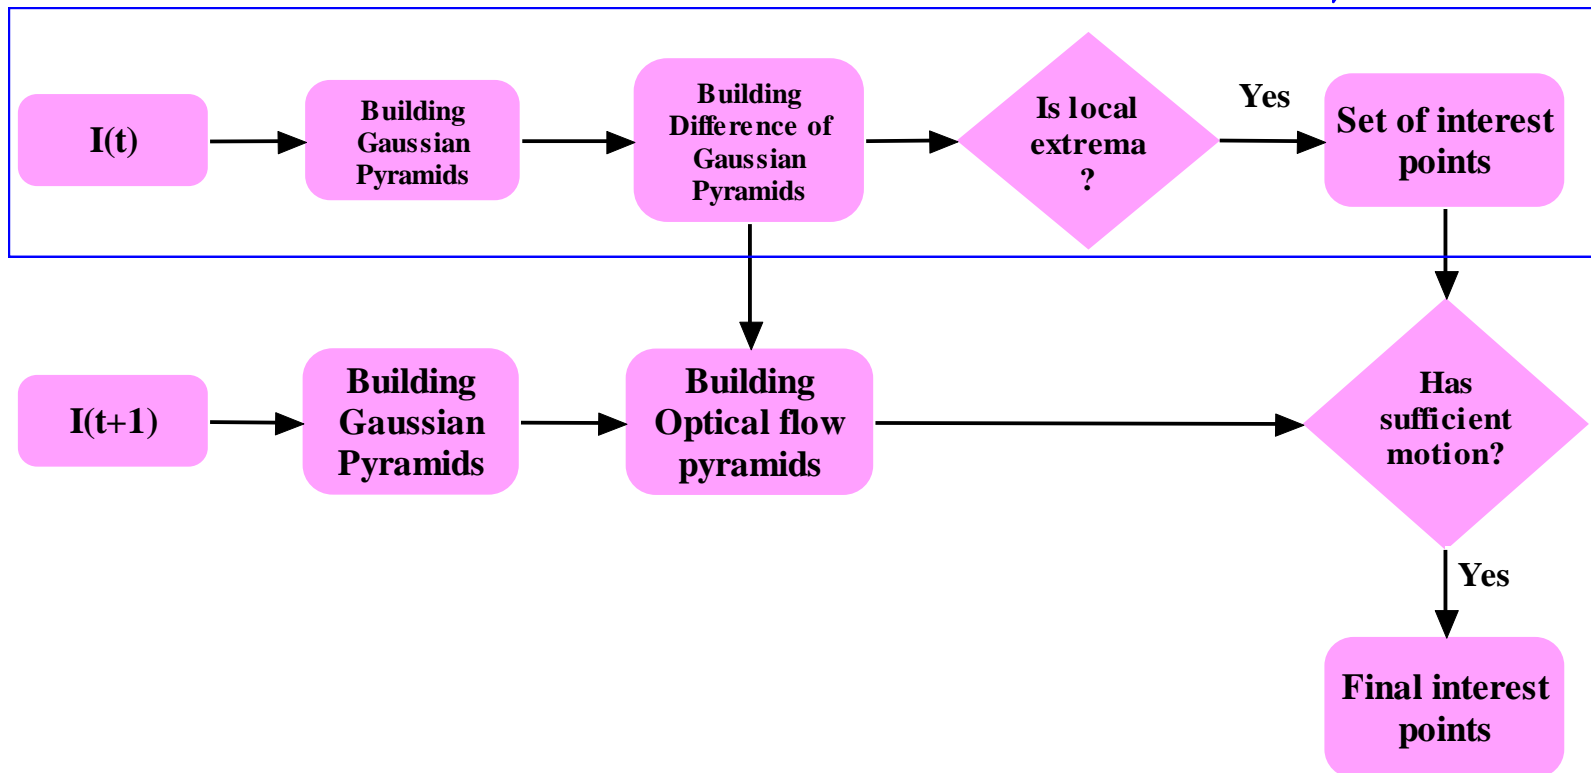 I(t)
Building
Gaussian
Pyramids
Building
Difference of
Gaussian
Pyramids
Is local
extrema
?
Yes
Set of interest
points
I(t+1)
Building
Gaussian
Pyramids
Building
Optical flow
pyramids
Has
sufficient
motion?
Yes
Final interest
points